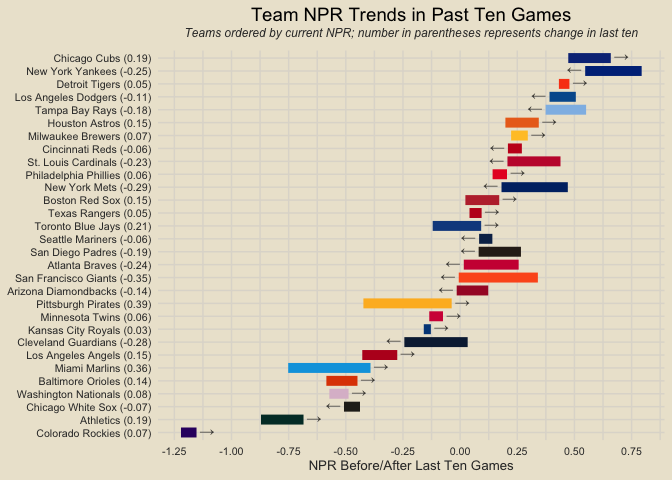 Team NPR Trends in Past Ten Games
Teams ordered by current NPR; number in parentheses represents change in last ten
Chicago Cubs (0.19)
New York Yankees (-0.25)
Detroit Tigers (0.05)
Los Angeles Dodgers (-0.11)
Tampa Bay Rays (-0.18)
Houston Astros (0.15)
Milwaukee Brewers (0.07)
Cincinnati Reds (-0.06)
St. Louis Cardinals (-0.23)
Philadelphia Phillies (0.06)
New York Mets (-0.29)
Boston Red Sox (0.15)
Texas Rangers (0.05)
Toronto Blue Jays (0.21)
Seattle Mariners (-0.06)
San Diego Padres (-0.19)
Atlanta Braves (-0.24)
San Francisco Giants (-0.35)
Arizona Diamondbacks (-0.14)
Pittsburgh Pirates (0.39)
Minnesota Twins (0.06)
Kansas City Royals (0.03)
Cleveland Guardians (-0.28)
Los Angeles Angels (0.15)
Miami Marlins (0.36)
Baltimore Orioles (0.14)
Washington Nationals (0.08)
Chicago White Sox (-0.07)
Athletics (0.19)
Colorado Rockies (0.07)
-1.25 -1.00 -0.75 -0.50 -0.25 0.00 0.25 0.50 0.75
NPR Before/After Last Ten Games